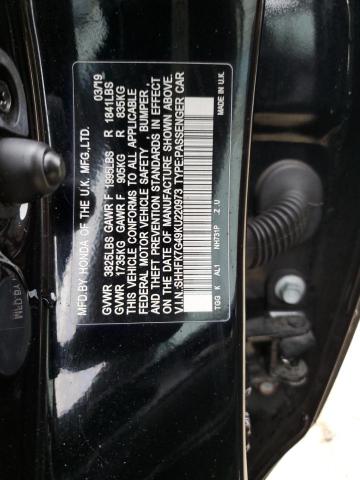 MFD.BY HONDA OF THE U.K. MFG.,LTD. 03/19
GVWR 3825LBS GAWR F 1995LBS R 1841LBS
GVWR 1735KG GAWR F 905KG R 835KG
THIS VEHICLE CONFORMS TO ALL APPLICABLE
FEDERAL MOTOR VEHICLE SAFETY, BUMPER,
AND THEFT PREVENTION STANDARDS IN EFFECT
ON THE DATE OF MANUFACTURE SHOWN ABOVE.
V.I.N.:SHHFK7G49KU220973 TYPE:PASSENGER CAR
TGG K AL1 NH731P Z U MADE IN U.K.